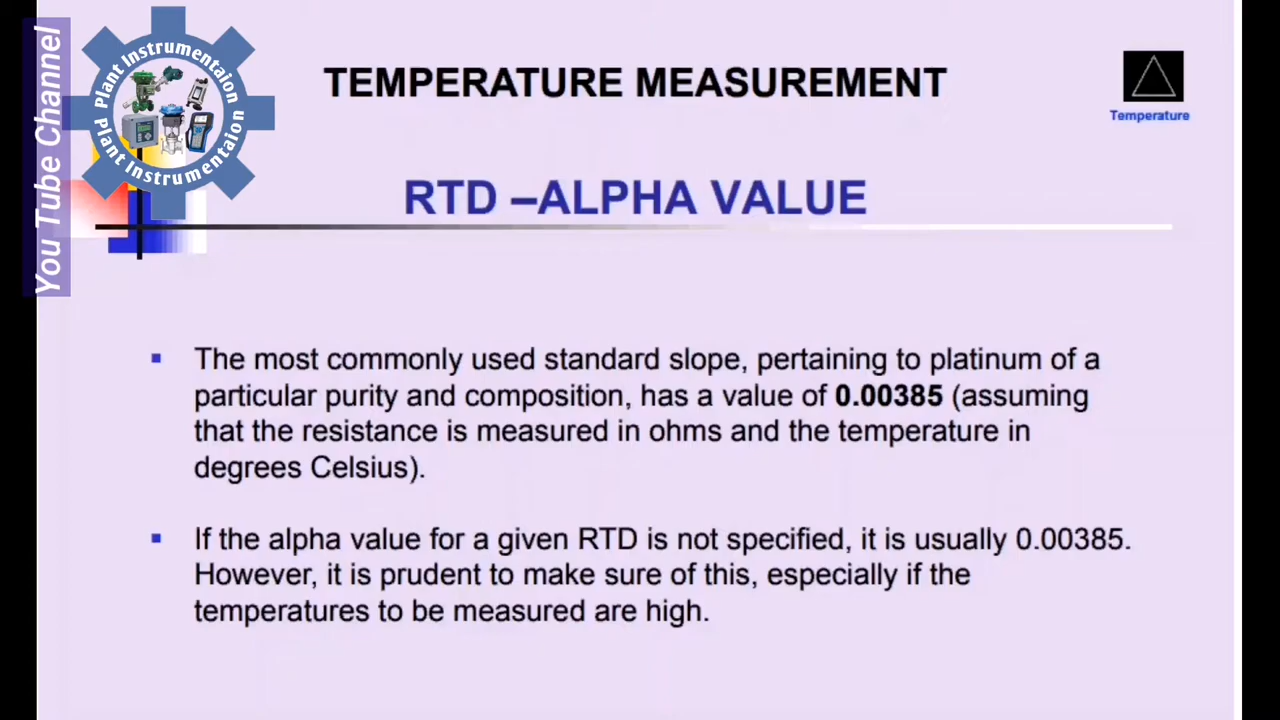 You Tube Channel
Plant Instrumentaion
Plant Instrumentaion
TEMPERATURE MEASUREMENT
Temperature
RTD –ALPHA VALUE
The most commonly used standard slope, pertaining to platinum of a
particular purity and composition, has a value of 0.00385 (assuming
that the resistance is measured in ohms and the temperature in
degrees Celsius).
If the alpha value for a given RTD is not specified, it is usually 0.00385.
However, it is prudent to make sure of this, especially if the
temperatures to be measured are high.